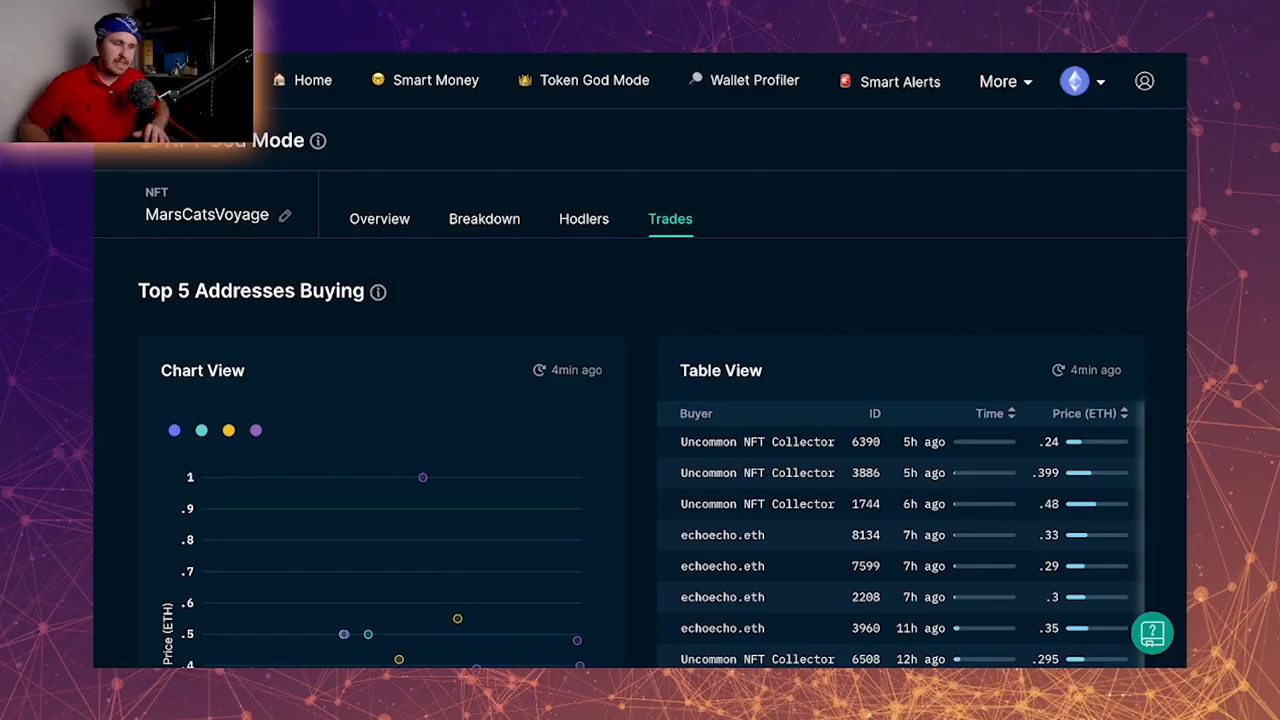 Home Smart Money Token God Mode Wallet Profiler Smart Alerts More
God Mode
NFT
MarsCatsVoyage
Overview Breakdown Hodlers Trades
Top 5 Addresses Buying
Chart View 4min ago
1
.9
.8
.7
.6
.5
.4
Price (ETH)
Table View 4min ago
Buyer ID Time Price (ETH)
Uncommon NFT Collector 6390 5h ago .24
Uncommon NFT Collector 3886 5h ago .399
Uncommon NFT Collector 1744 6h ago .48
echoecho.eth 8134 7h ago .33
echoecho.eth 7599 7h ago .29
echoecho.eth 2208 7h ago .3
echoecho.eth 3960 11h ago .35
Uncommon NFT Collector 6508 12h ago .295
?